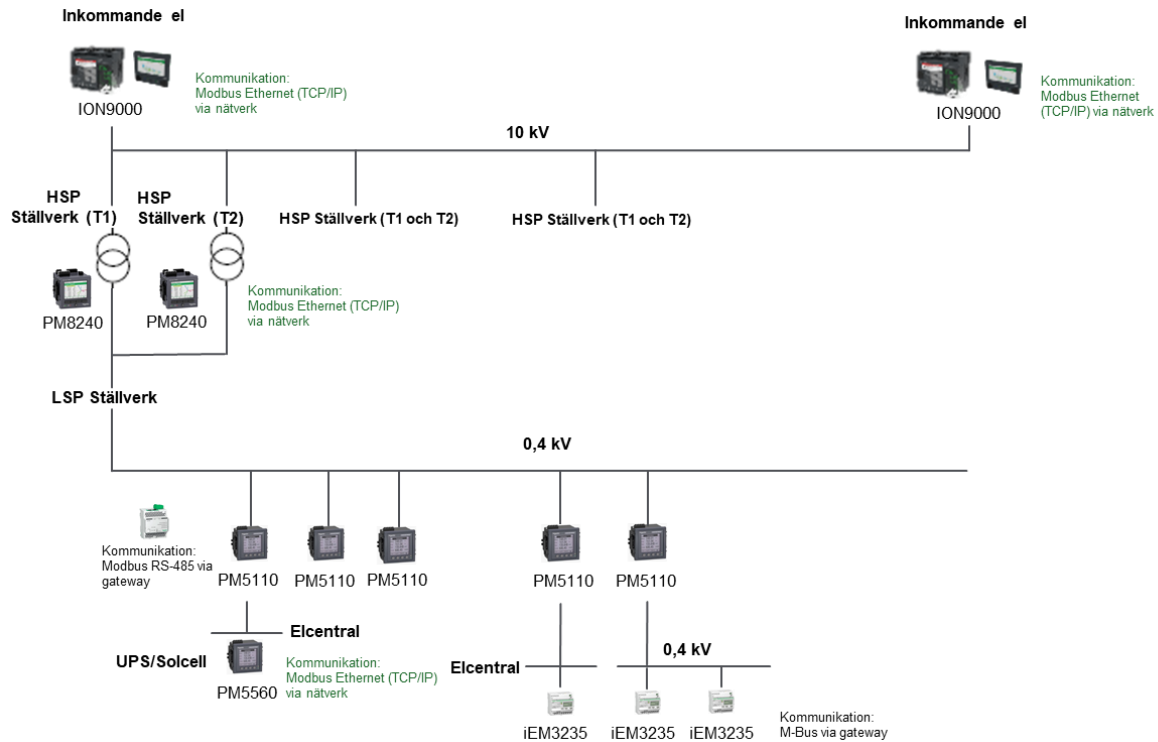 Inkommande el
Inkommande el
Kommunikation:
Modbus Ethernet (TCP/IP)
via nätverk
Kommunikation:
Modbus Ethernet
(TCP/IP) via nätverk
ION9000
ION9000
10 kV
HSP
Ställverk (T1)
HSP
Ställverk (T2)
HSP Ställverk (T1 och T2)
HSP Ställverk (T1 och T2)
Kommunikation:
Modbus Ethernet (TCP/IP)
via nätverk
PM8240
PM8240
LSP Ställverk
0,4 kV
Kommunikation:
Modbus RS-485 via
gateway
PM5110
PM5110
PM5110
PM5110
PM5110
Elcentral
UPS/Solcell
Kommunikation:
Modbus Ethernet (TCP/IP)
via nätverk
PM5560
Elcentral
0,4 kV
iEM3235
iEM3235
iEM3235
Kommunikation:
M-Bus via gateway